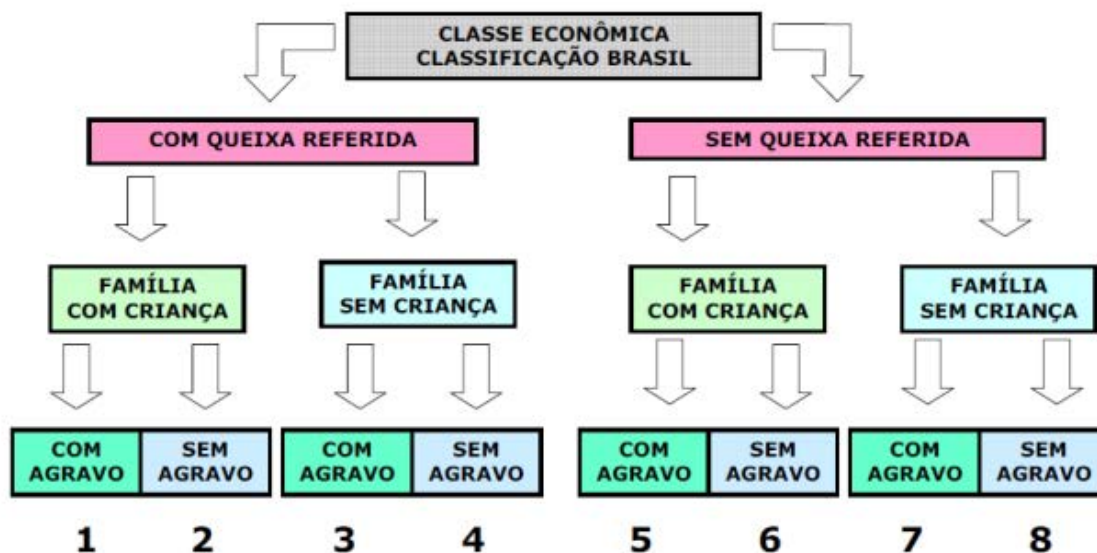 CLASSE ECONÔMICA
CLASSIFICAÇÃO BRASIL
COM QUEIXA REFERIDA
SEM QUEIXA REFERIDA
FAMÍLIA
COM CRIANÇA
FAMÍLIA
SEM CRIANÇA
FAMÍLIA
COM CRIANÇA
FAMÍLIA
SEM CRIANÇA
COM
AGRAVO
SEM
AGRAVO
COM
AGRAVO
SEM
AGRAVO
COM
AGRAVO
SEM
AGRAVO
COM
AGRAVO
SEM
AGRAVO
1 2 3 4 5 6 7 8